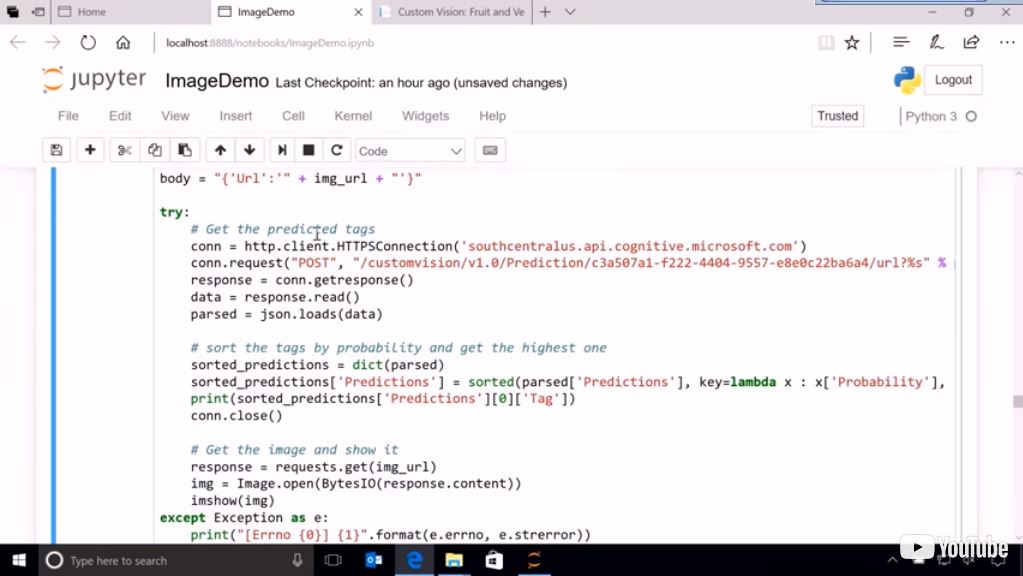 Home
ImageDemo
Custom Vision: Fruit and Ve
localhost:8888/notebooks/ImageDemo.ipynb
jupyter ImageDemo Last Checkpoint: an hour ago (unsaved changes)
Logout
File Edit View Insert Cell Kernel Widgets Help
Trusted
Python 3
Code
body = "{'Url':'" + img_url + "'}"
try:
# Get the predicted tags
conn = http.client.HTTPSConnection('southcentralus.api.cognitive.microsoft.com')
conn.request("POST", "/customvision/v1.0/Prediction/c3a507a1-f222-4404-9557-e8e0c22ba6a4/url?%s" %
response = conn.getresponse()
data = response.read()
parsed = json.loads(data)
# sort the tags by probability and get the highest one
sorted_predictions = dict(parsed)
sorted_predictions['Predictions'] = sorted(parsed['Predictions'], key=lambda x : x['Probability'],
print(sorted_predictions['Predictions'][0]['Tag'])
conn.close()
# Get the image and show it
response = requests.get(img_url)
img = Image.open(BytesIO(response.content))
imshow(img)
except Exception as e:
print("[Errno {0}] {1}".format(e.errno, e.strerror))
Type here to search
YouTube